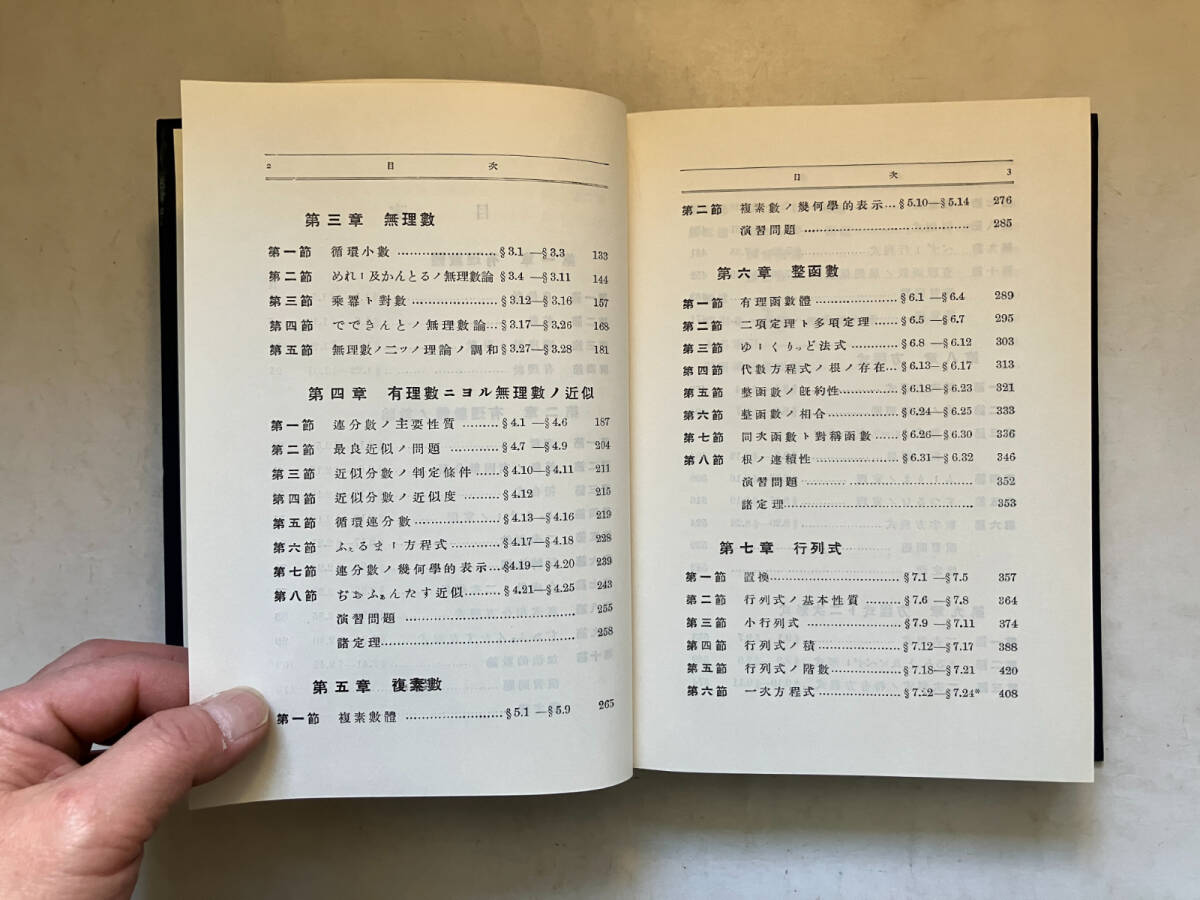 2 目次
第三章 無理數
第一節 循環小數 ……………… §3.1 —§3.3 133
第二節 めれー及かんとるノ無理數論… §3.4 —§3.11 144
第三節 乘冪ト對數 …………… §3.12—§3.16 157
第四節 でできんとノ無理數論… §3.17—§3.26 168
第五節 無理數ノ二ツノ理論ノ調和 §3.27—§3.28 181
第四章 有理數ニヨル無理數ノ近似
第一節 連分數ノ主要性質 ……… §4.1 —§4.6 187
第二節 最良近似ノ問題 ………… §4.7 —§4.9 204
第三節 近似分數ノ判定條件 …… §4.10—§4.11 211
第四節 近似分數ノ近似度 ……… §4.12 215
第五節 循環連分數 ……………… §4.13—§4.16 219
第六節 ふぇるまー方程式 ………… §4.17—§4.18 228
第七節 連分數ノ幾何學的表示… §4.19—§4.20 239
第八節 ぢおふぁんたす近似……… §4.21—§4.25 243
演習問題 …………………………… 255
諸定理……………………………… 258
第五章 複素數
第一節 複素數體 ……………… §5.1 —§5.9 265
目次 3
第二節 複素數ノ幾何學的表示… §5.10—§5.14 276
演習問題 …………………………… 285
第六章 整函數
第一節 有理函數體 …………… §6.1 —§6.4 289
第二節 二項定理ト多項定理…… §6.5 —§6.7 295
第三節 ゆーくりっど法式 ……… §6.8 —§6.12 303
第四節 代數方程式ノ根ノ存在… §6.13—§6.17 313
第五節 整函數ノ旣約性 ………… §6.18—§6.23 321
第六節 整函數ノ相合 …………… §6.24—§6.25 333
第七節 同次函數ト對稱函數 …… §6.26—§6.30 336
第八節 根ノ連續性 ……………… §6.31—§6.32 346
演習問題 …………………………… 352
諸定理 ……………………………… 353
第七章 行列式
第一節 置換…………………… §7.1 —§7.5 357
第二節 行列式ノ基本性質 ……… §7.6 —§7.8 364
第三節 小行列式 ……………… §7.9 —§7.11 374
第四節 行列式ノ積 …………… §7.12—§7.17 388
第五節 行列式ノ階數 ………… §7.18—§7.21 420
第六節 一次方程式 …………… §7.22—§7.24* 408